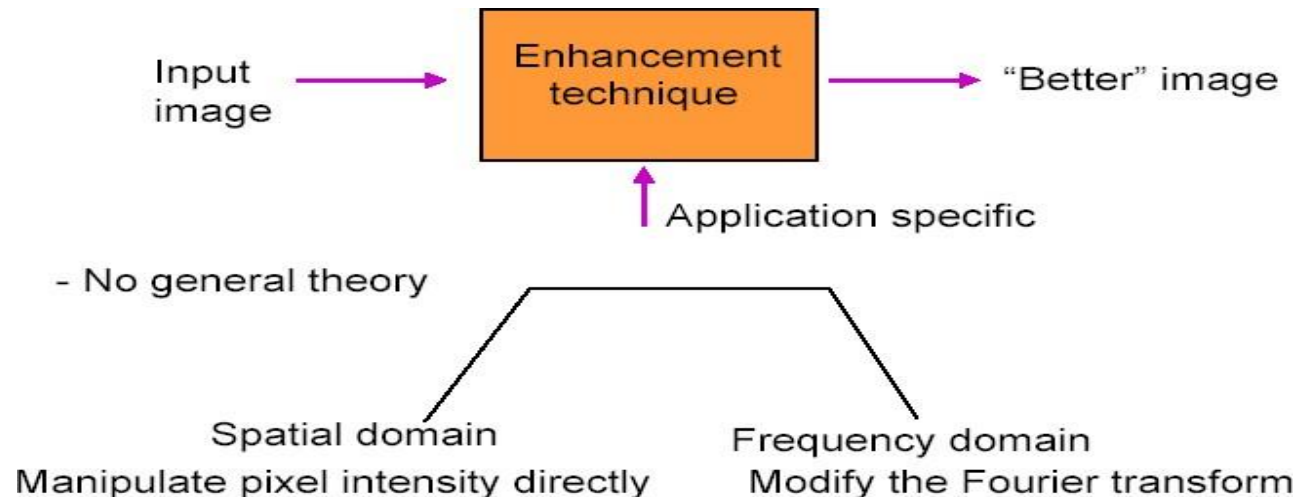 Input
image
Enhancement
technique
“Better” image
Application specific
- No general theory
Spatial domain
Manipulate pixel intensity directly
Frequency domain
Modify the Fourier transform